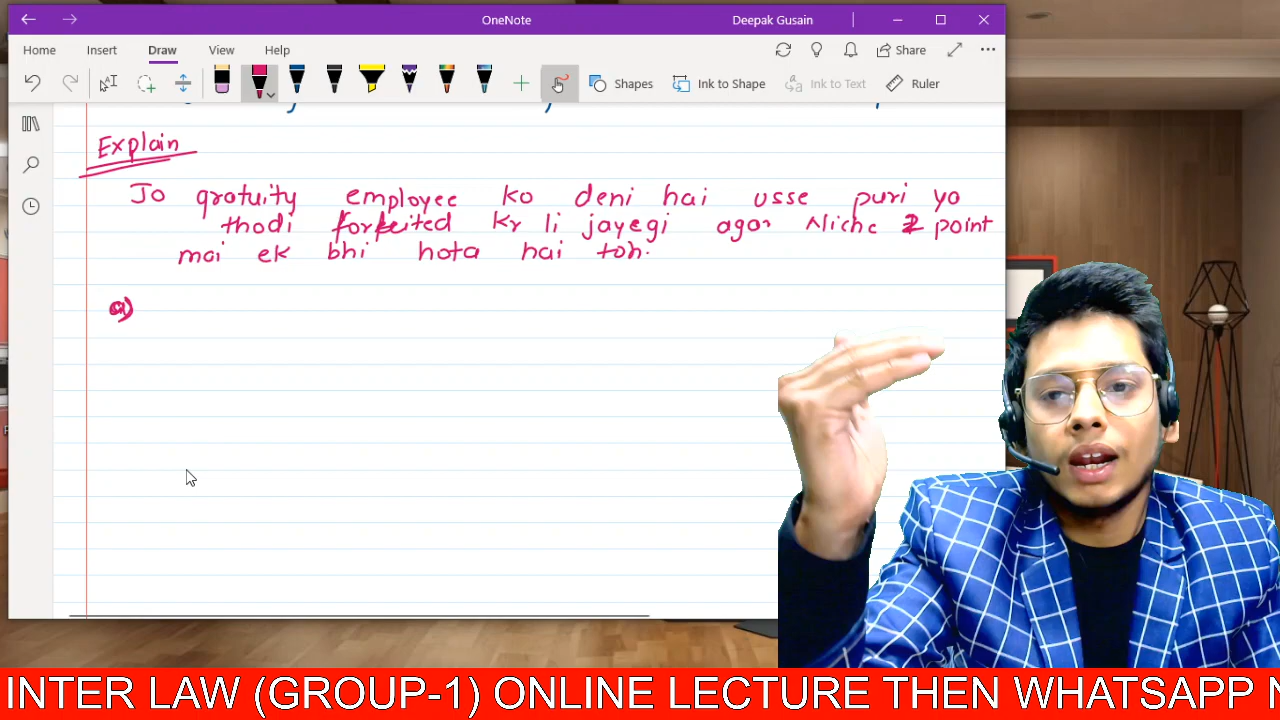 OneNote
Deepak Gusain
Home Insert Draw View Help
Share
Shapes
Ink to Shape
Ink to Text
Ruler
Explain
Jo gratuity employee ko deni hai usse puri ya
thodi forfeited kr li jayegi agar Niche 2 point
mai ek bhi hota hai toh.
a)
INTER LAW (GROUP-1) ONLINE LECTURE THEN WHATSAPP N